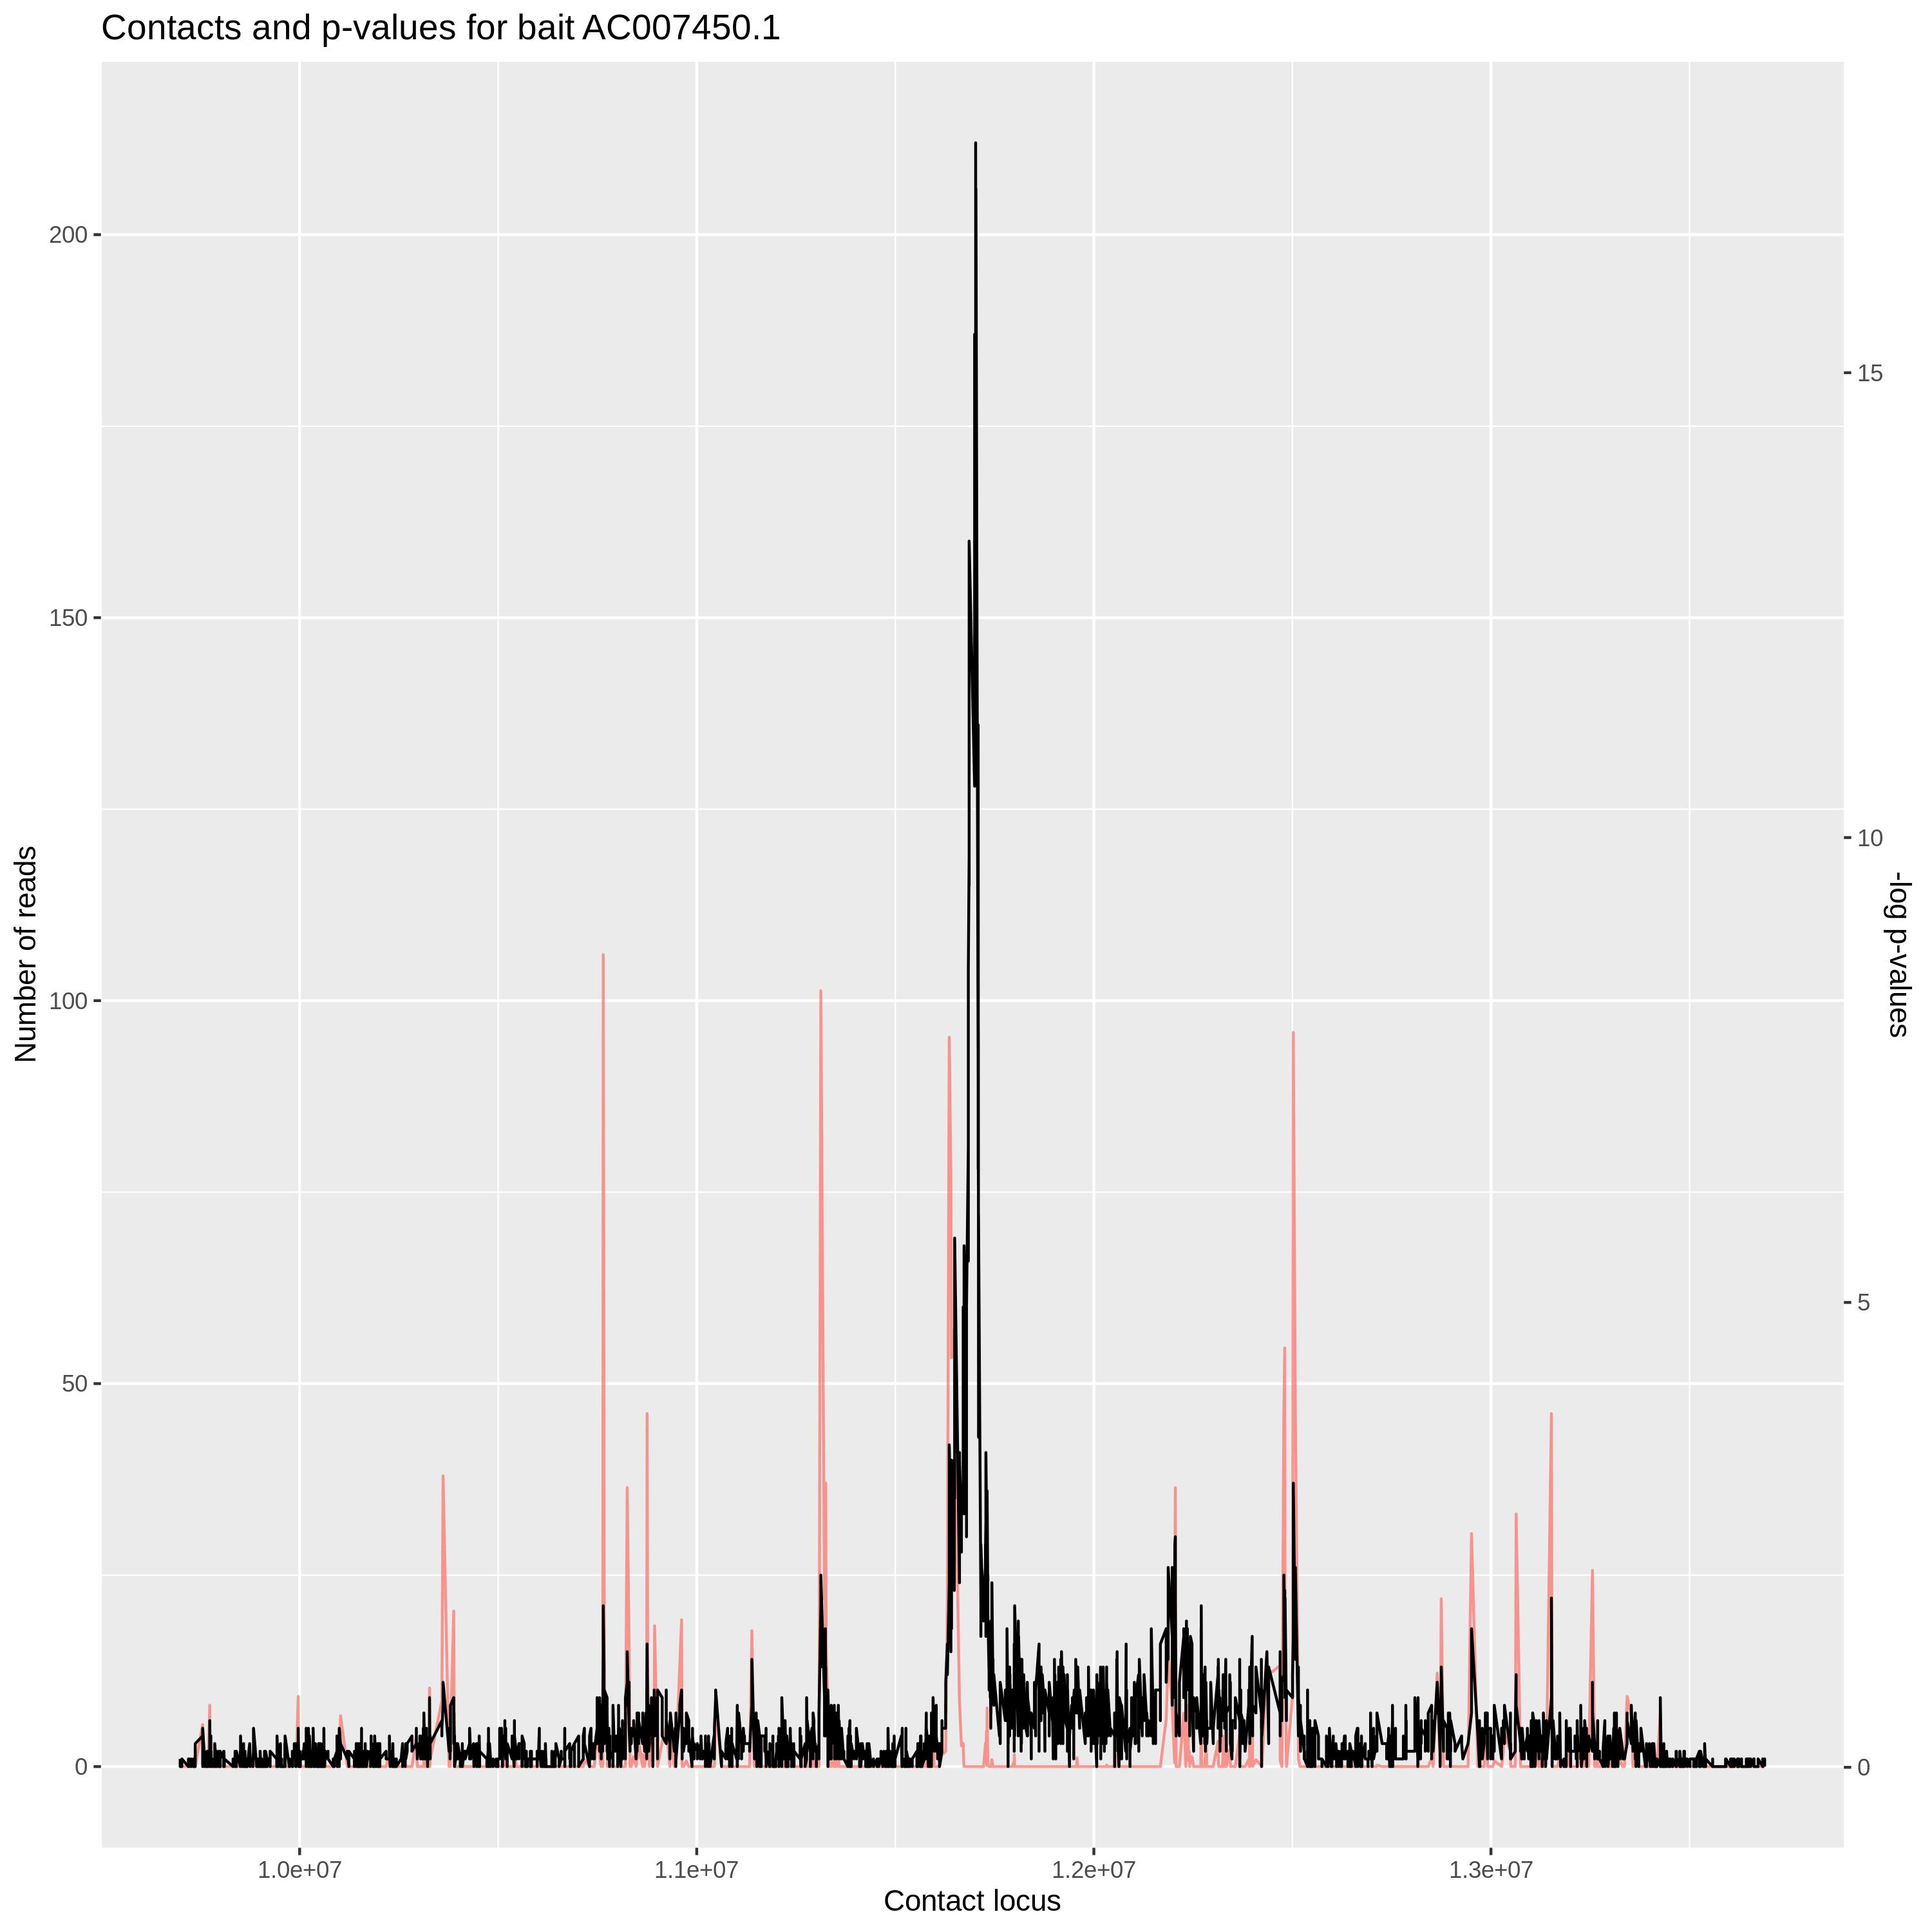 Contacts and p-values for bait AC007450.1
200
150
100
50
0
Number of reads
15
10
5
0
-log p-values
1.0e+07 1.1e+07 1.2e+07 1.3e+07
Contact locus